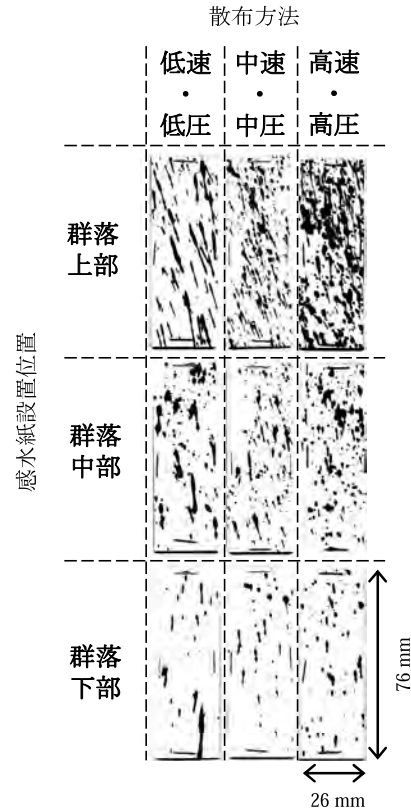 散布方法
低速
・
低圧
中速
・
中圧
高速
・
高圧
感水紙設置位置
群落
上部
群落
中部
群落
下部
76 mm
26 mm